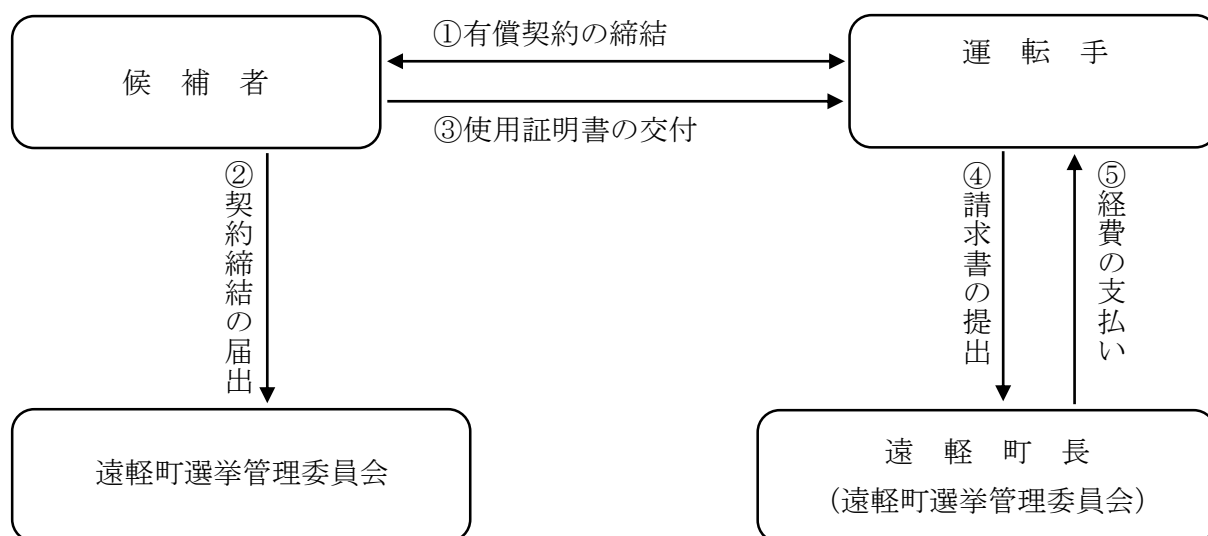 ①有償契約の締結
候　補　者
運　転　手
③使用証明書の交付
②契約締結の届出
④請求書の提出
⑤経費の支払い
遠軽町選挙管理委員会
遠　軽　町　長
（遠軽町選挙管理委員会）